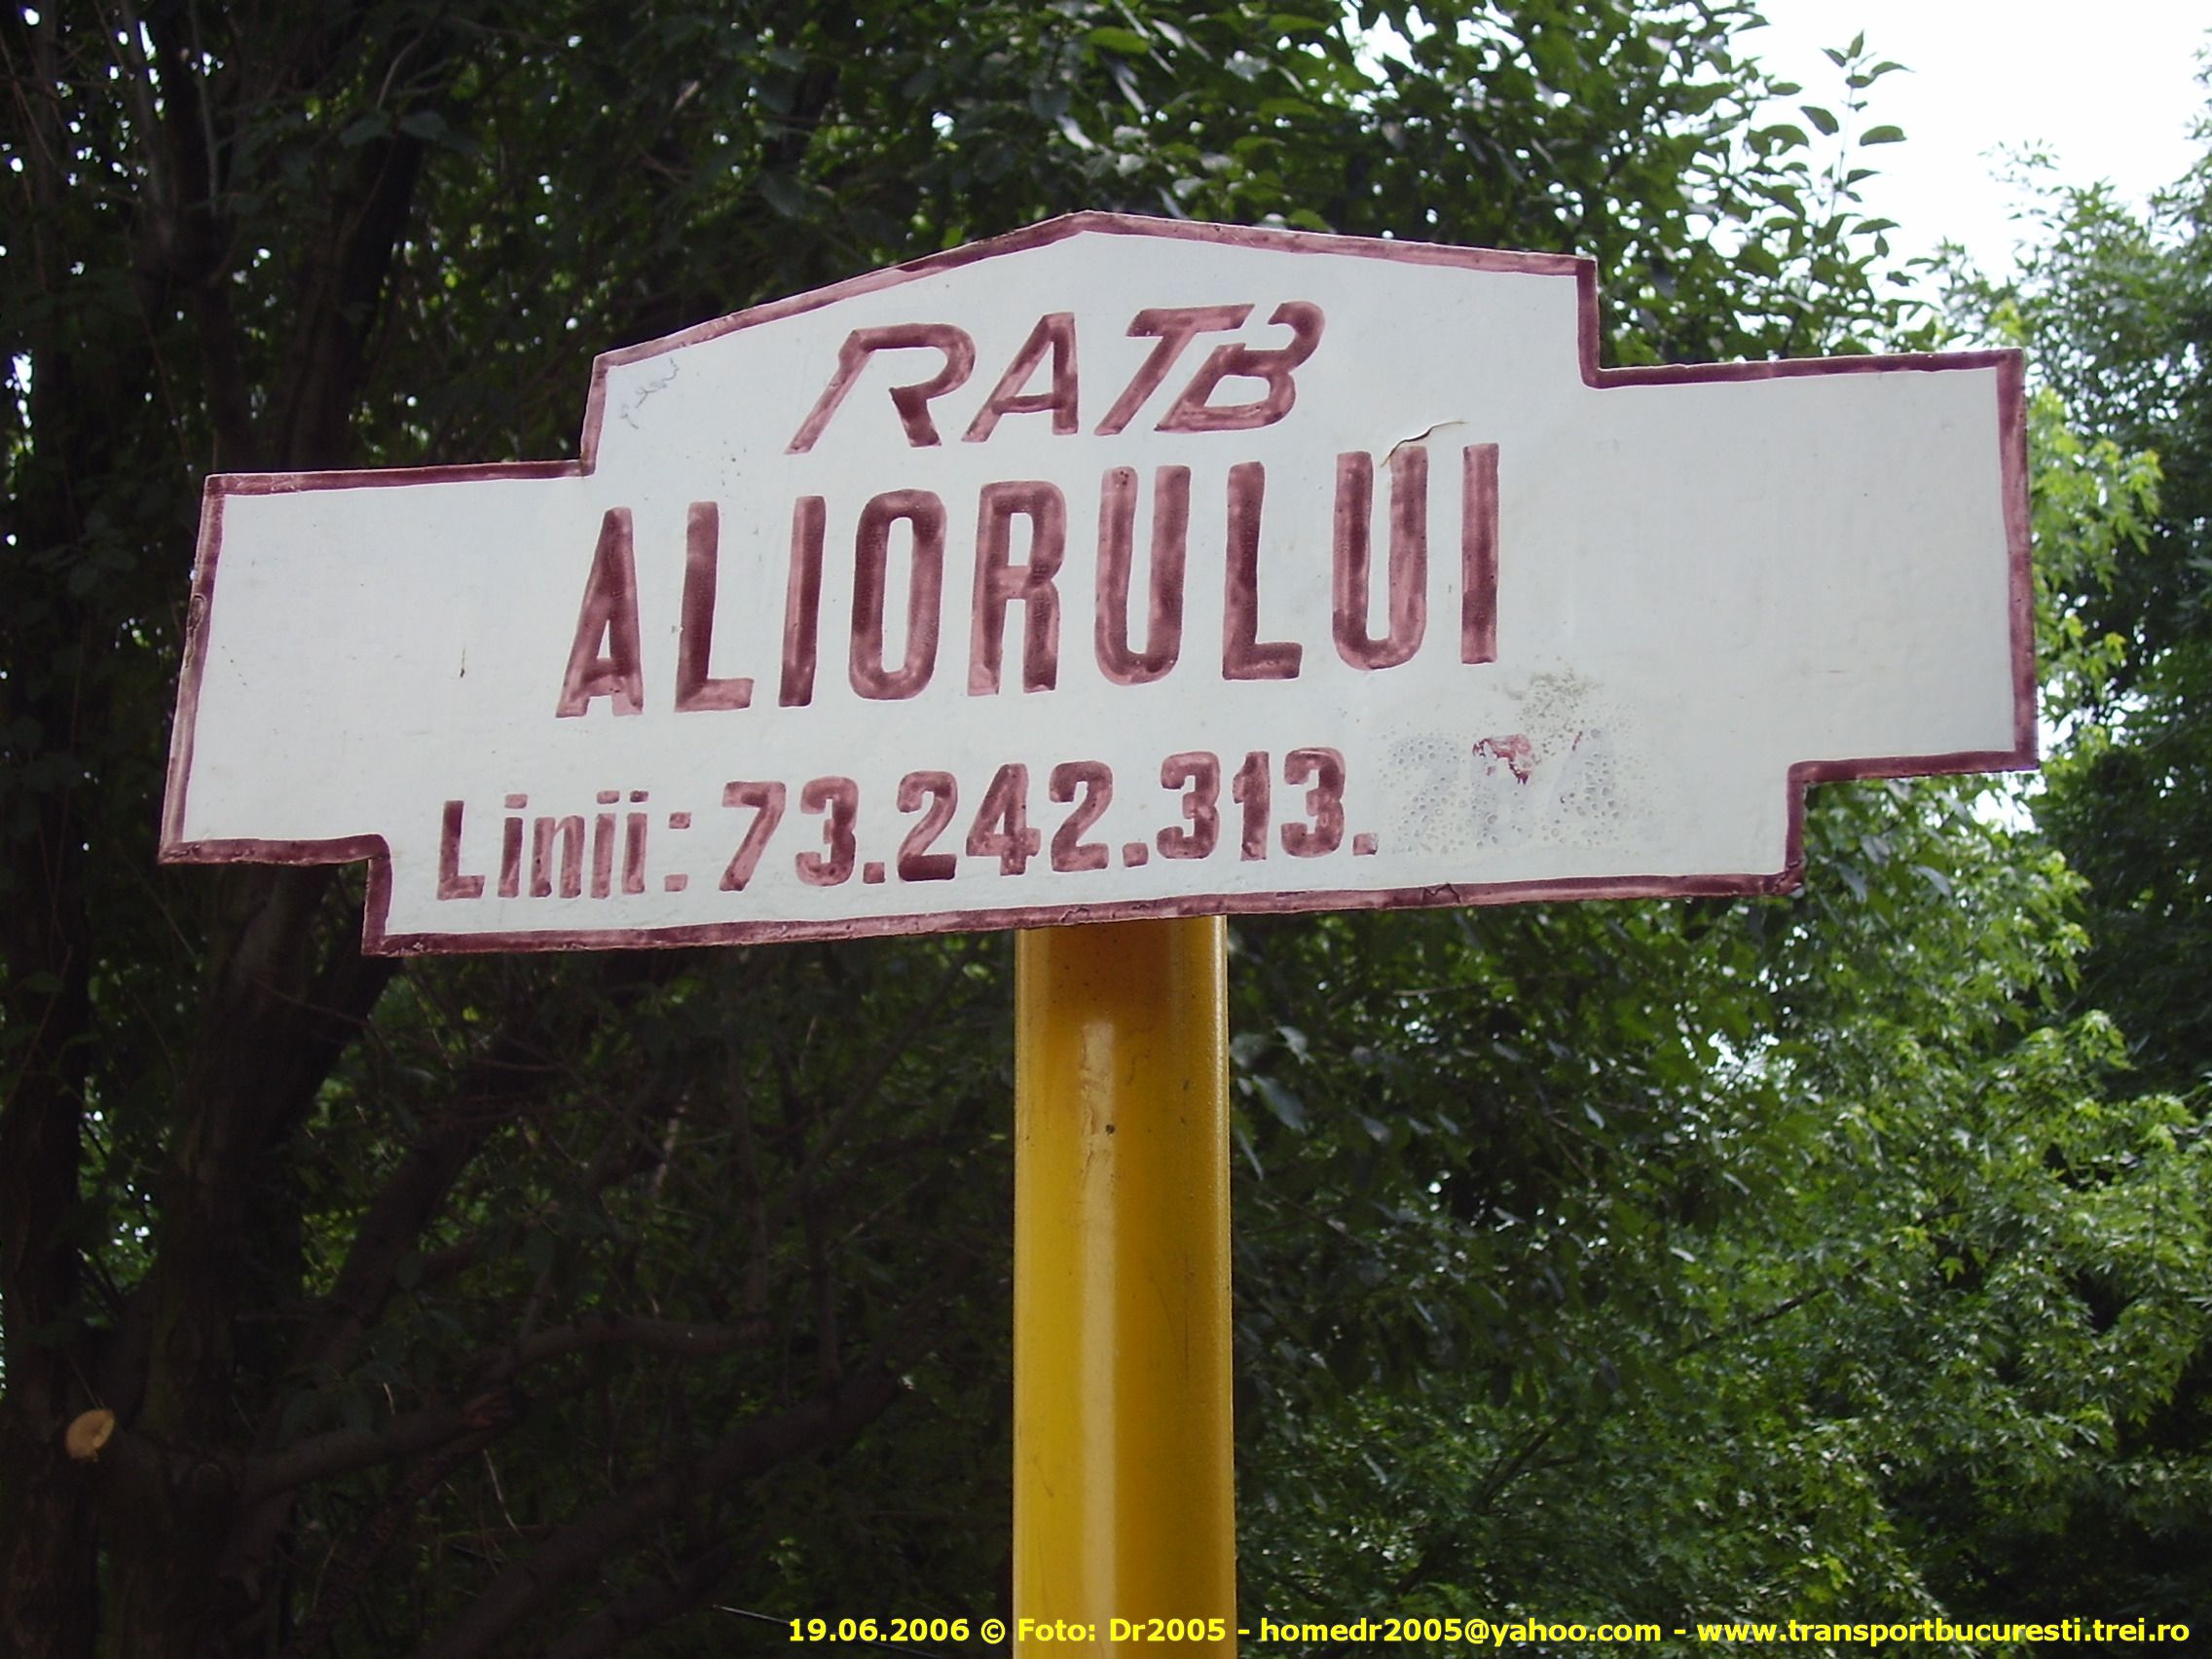 RATB
ALIORULUI
Linii: 73.242.313.
19.06.2006 © Foto: Dr2005 - homedr2005@yahoo.com - www.transportbucuresti.trei.ro